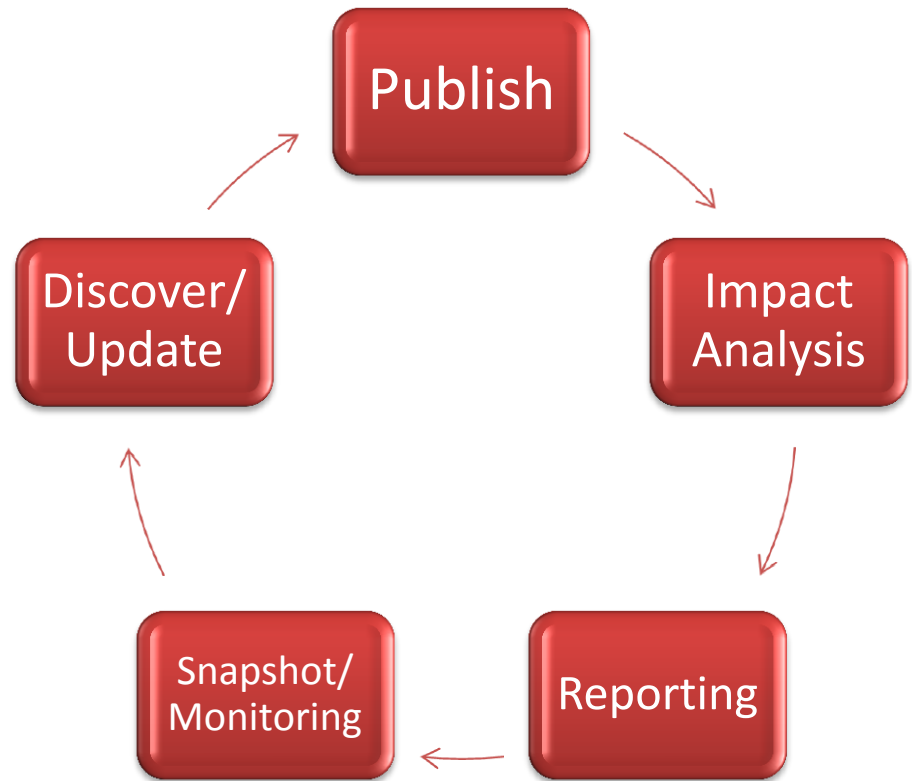 Publish
Impact
Analysis
Reporting
Snapshot/
Monitoring
Discover/
Update